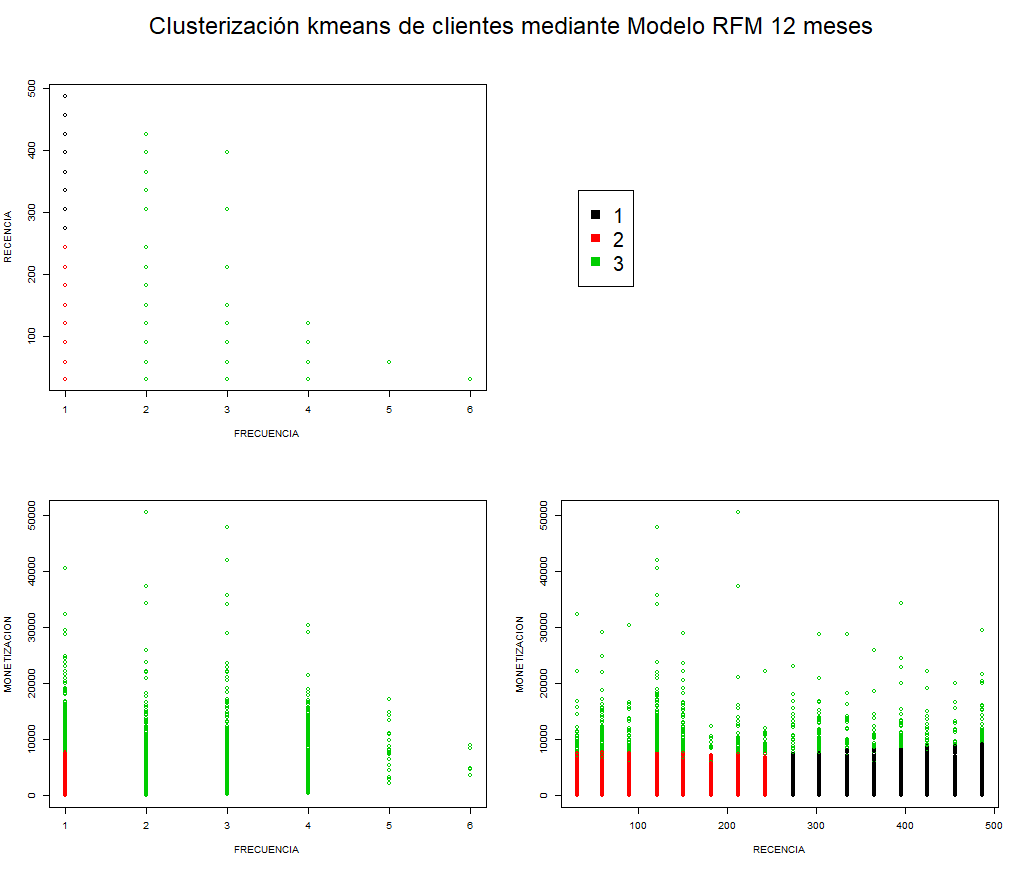 Clusterización kmeans de clientes mediante Modelo RFM 12 meses
500
400
300
200
100
RECENCIA
1 2 3 4 5 6
FRECUENCIA
1
2
3
50000
40000
30000
20000
10000
0
MONETIZACION
1 2 3 4 5 6
FRECUENCIA
50000
40000
30000
20000
10000
0
MONETIZACION
100 200 300 400 500
RECENCIA